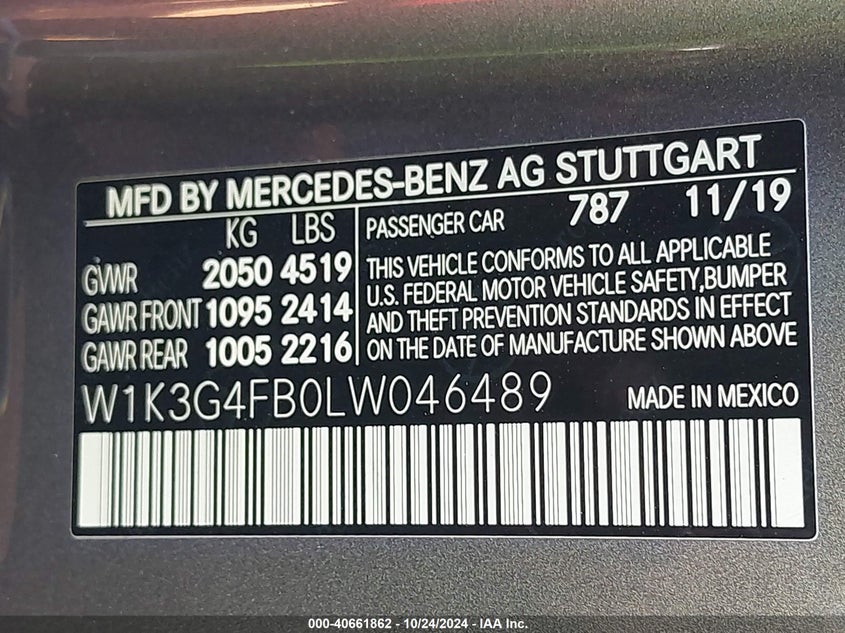 MFD BY MERCEDES-BENZ AG STUTTGART
KG LBS
GVWR 2050 4519
GAWR FRONT 1095 2414
GAWR REAR 1005 2216
PASSENGER CAR 787 11/19
THIS VEHICLE CONFORMS TO ALL APPLICABLE
U.S. FEDERAL MOTOR VEHICLE SAFETY,BUMPER
AND THEFT PREVENTION STANDARDS IN EFFECT
ON THE DATE OF MANUFACTURE SHOWN ABOVE
W1K3G4FB0LW046489 MADE IN MEXICO
000-40661862 - 10/24/2024 - IAA Inc.